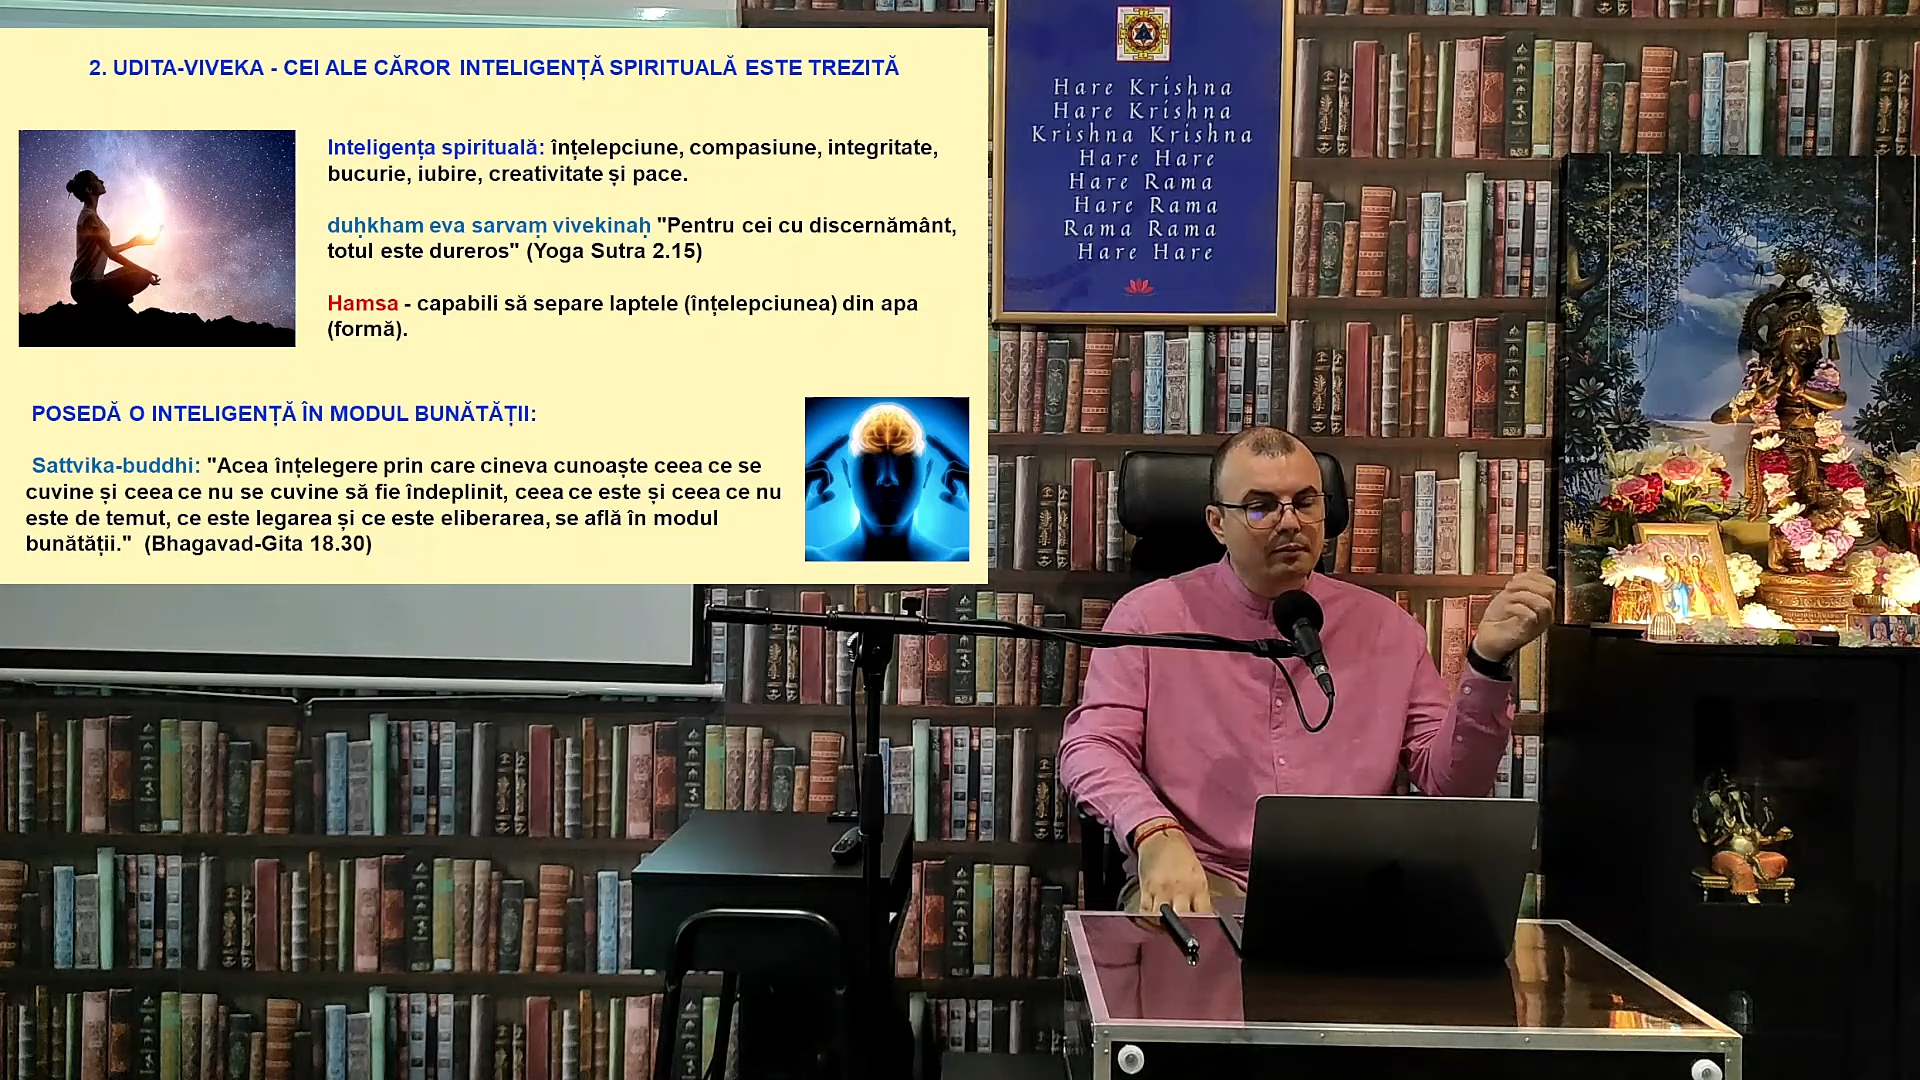 2. UDITA-VIVEKA - CEI ALE CĂROR INTELIGENȚĂ SPIRITUALĂ ESTE TREZITĂ
Inteligența spirituală: înțelepciune, compasiune, integritate,
bucurie, iubire, creativitate și pace.
duḥkham eva sarvaṃ vivekinaḥ "Pentru cei cu discernământ,
totul este dureros" (Yoga Sutra 2.15)
Hamsa - capabili să separe laptele (înțelepciunea) din apa
(formă).
POSEDĂ O INTELIGENȚĂ ÎN MODUL BUNĂTĂȚII:
Sattvika-buddhi: "Acea înțelegere prin care cineva cunoaște ceea ce se
cuvine și ceea ce nu se cuvine să fie îndeplinit, ceea ce este și ceea ce nu
este de temut, ce este legarea și ce este eliberarea, se află în modul
bunătății." (Bhagavad-Gita 18.30)
Hare Krishna
Hare Krishna
Krishna Krishna
Hare Hare
Hare Rama
Hare Rama
Rama Rama
Hare Hare